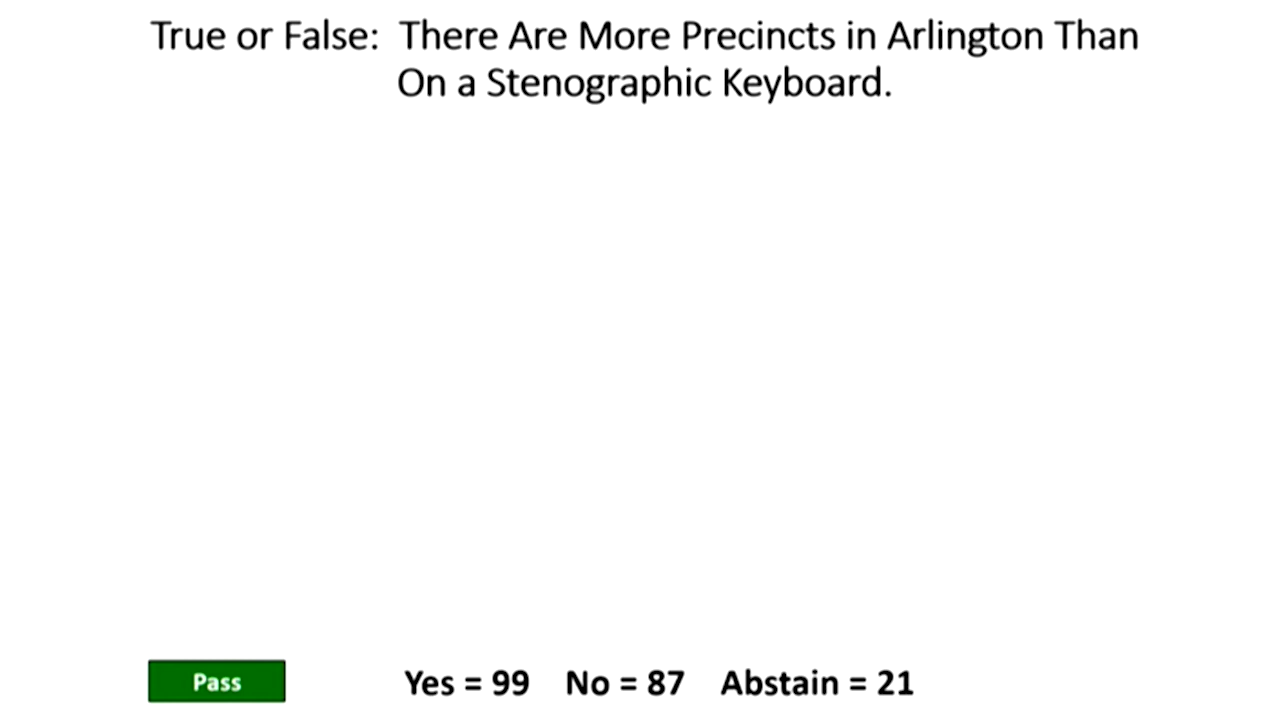 True or False: There Are More Precincts in Arlington Than
On a Stenographic Keyboard.
Pass Yes = 99 No = 87 Abstain = 21